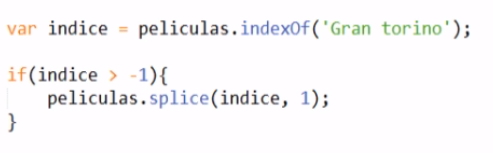 var indice = peliculas.indexOf('Gran torino');
if(indice > -1){
    peliculas.splice(indice, 1);
}